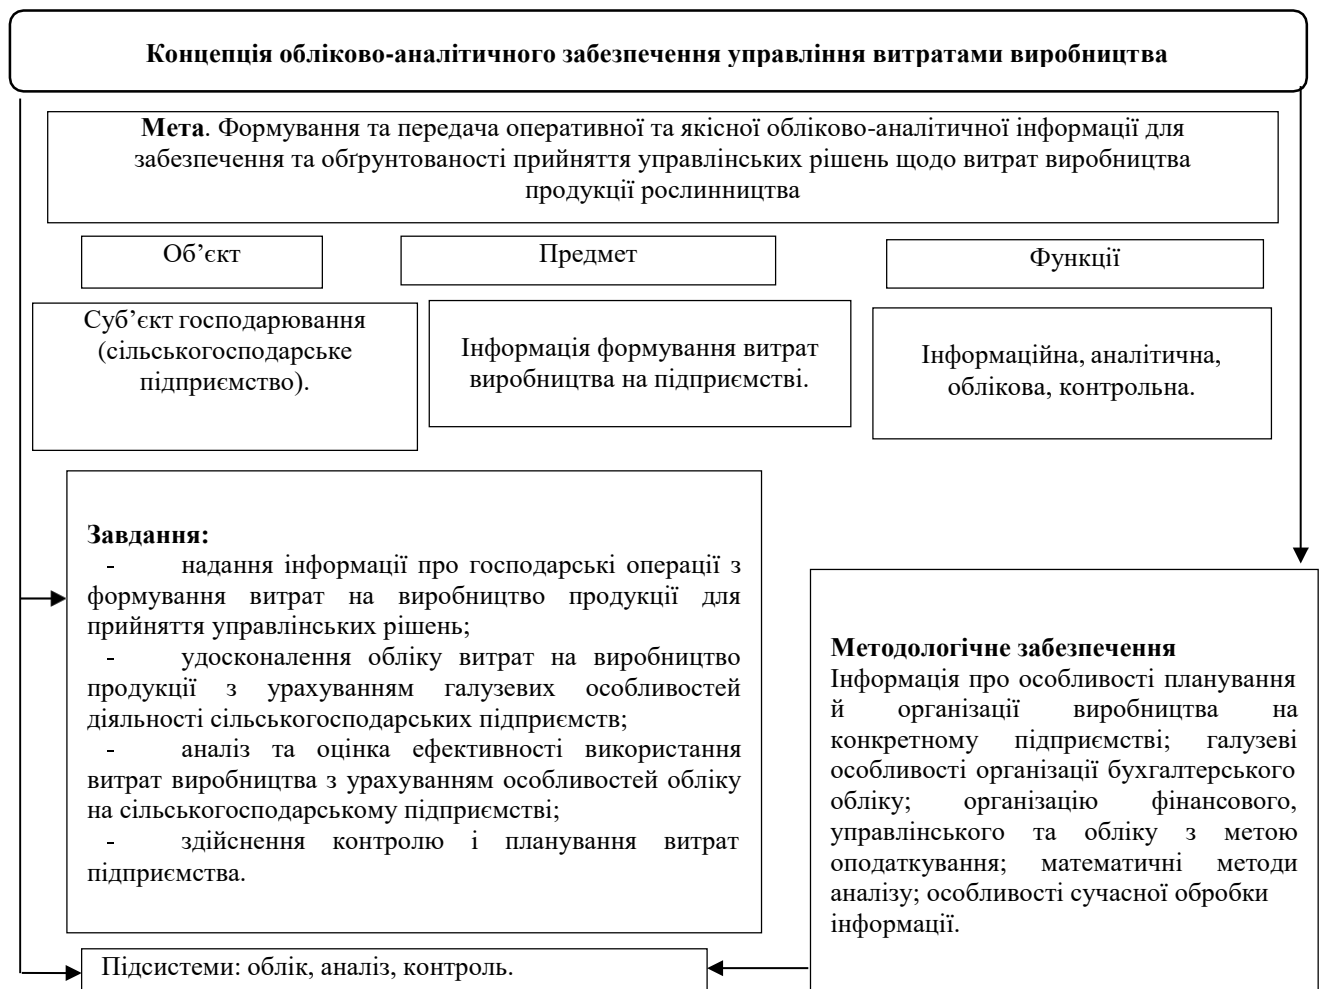 Концепція обліково-аналітичного забезпечення управління витратами виробництва
Мета. Формування та передача оперативної та якісної обліково-аналітичної інформації для
забезпечення та обґрунтованості прийняття управлінських рішень щодо витрат виробництва
продукції рослинництва
Об’єкт
Предмет
Функції
Суб’єкт господарювання
(сільськогосподарське
підприємство).
Інформація формування витрат
виробництва на підприємстві.
Інформаційна, аналітична,
облікова, контрольна.
Завдання:
- надання інформації про господарські операції з
формування витрат на виробництво продукції для
прийняття управлінських рішень;
- удосконалення обліку витрат на виробництво
продукції з урахуванням галузевих особливостей
діяльності сільськогосподарських підприємств;
- аналіз та оцінка ефективності використання
витрат виробництва з урахуванням особливостей обліку
на сільськогосподарському підприємстві;
- здійснення контролю і планування витрат
підприємства.
Методологічне забезпечення
Інформація про особливості планування
й організації виробництва на
конкретному підприємстві; галузеві
особливості організації бухгалтерського
обліку; організацію фінансового,
управлінського та обліку з метою
оподаткування; математичні методи
аналізу; особливості сучасної обробки
інформації.
Підсистеми: облік, аналіз, контроль.